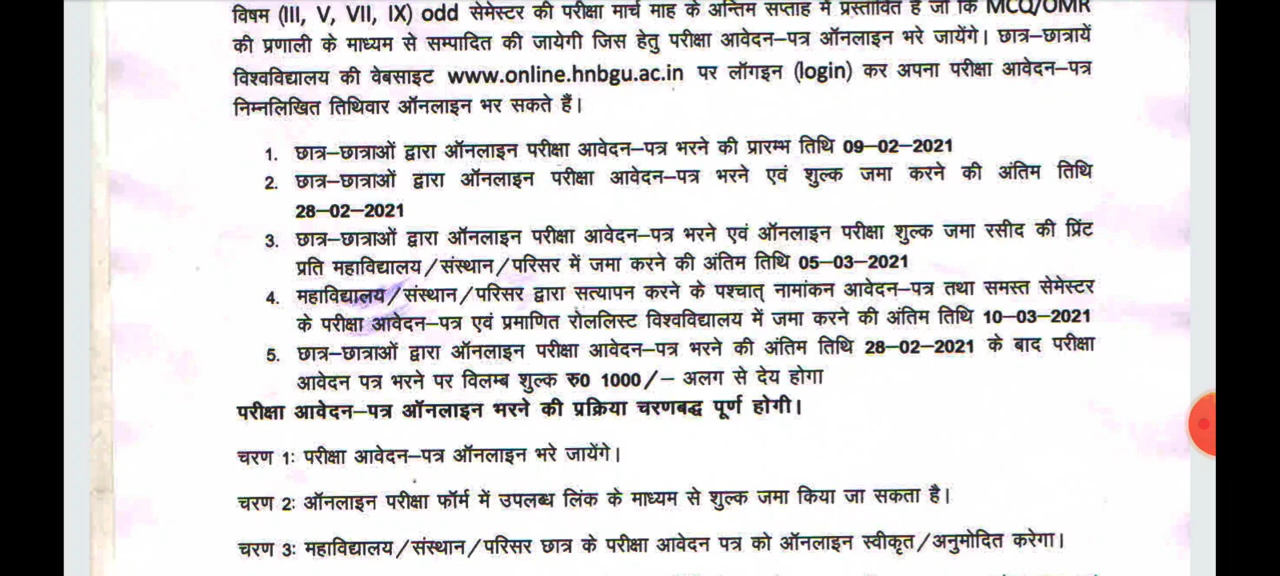 विषम (III, V, VII, IX) odd सेमेस्टर की परीक्षा मार्च माह के अन्तिम सप्ताह में प्रस्तावित है जो कि MCQ/OMR
की प्रणाली के माध्यम से सम्पादित की जायेगी जिस हेतु परीक्षा आवेदन–पत्र ऑनलाइन भरे जायेंगे। छात्र–छात्रायें
विश्वविद्यालय की वेबसाइट www.online.hnbgu.ac.in पर लॉगइन (login) कर अपना परीक्षा आवेदन–पत्र
निम्नलिखित तिथिवार ऑनलाइन भर सकते हैं।
1. छात्र–छात्राओं द्वारा ऑनलाइन परीक्षा आवेदन–पत्र भरने की प्रारम्भ तिथि 09–02–2021
2. छात्र–छात्राओं द्वारा ऑनलाइन परीक्षा आवेदन–पत्र भरने एवं शुल्क जमा करने की अंतिम तिथि
28–02–2021
3. छात्र–छात्राओं द्वारा ऑनलाइन परीक्षा आवेदन–पत्र भरने एवं ऑनलाइन परीक्षा शुल्क जमा रसीद की प्रिंट
प्रति महाविद्यालय/संस्थान/परिसर में जमा करने की अंतिम तिथि 05–03–2021
4. महाविद्यालय/संस्थान/परिसर द्वारा सत्यापन करने के पश्चात् नामांकन आवेदन–पत्र तथा समस्त सेमेस्टर
के परीक्षा आवेदन–पत्र एवं प्रमाणित रोललिस्ट विश्वविद्यालय में जमा करने की अंतिम तिथि 10–03–2021
5. छात्र–छात्राओं द्वारा ऑनलाइन परीक्षा आवेदन–पत्र भरने की अंतिम तिथि 28–02–2021 के बाद परीक्षा
आवेदन पत्र भरने पर विलम्ब शुल्क रु0 1000/– अलग से देय होगा
परीक्षा आवेदन–पत्र ऑनलाइन भरने की प्रक्रिया चरणबद्ध पूर्ण होगी।
चरण 1: परीक्षा आवेदन–पत्र ऑनलाइन भरे जायेंगे।
चरण 2: ऑनलाइन परीक्षा फॉर्म में उपलब्ध लिंक के माध्यम से शुल्क जमा किया जा सकता है।
चरण 3: महाविद्यालय/संस्थान/परिसर छात्र के परीक्षा आवेदन पत्र को ऑनलाइन स्वीकृत/अनुमोदित करेगा।